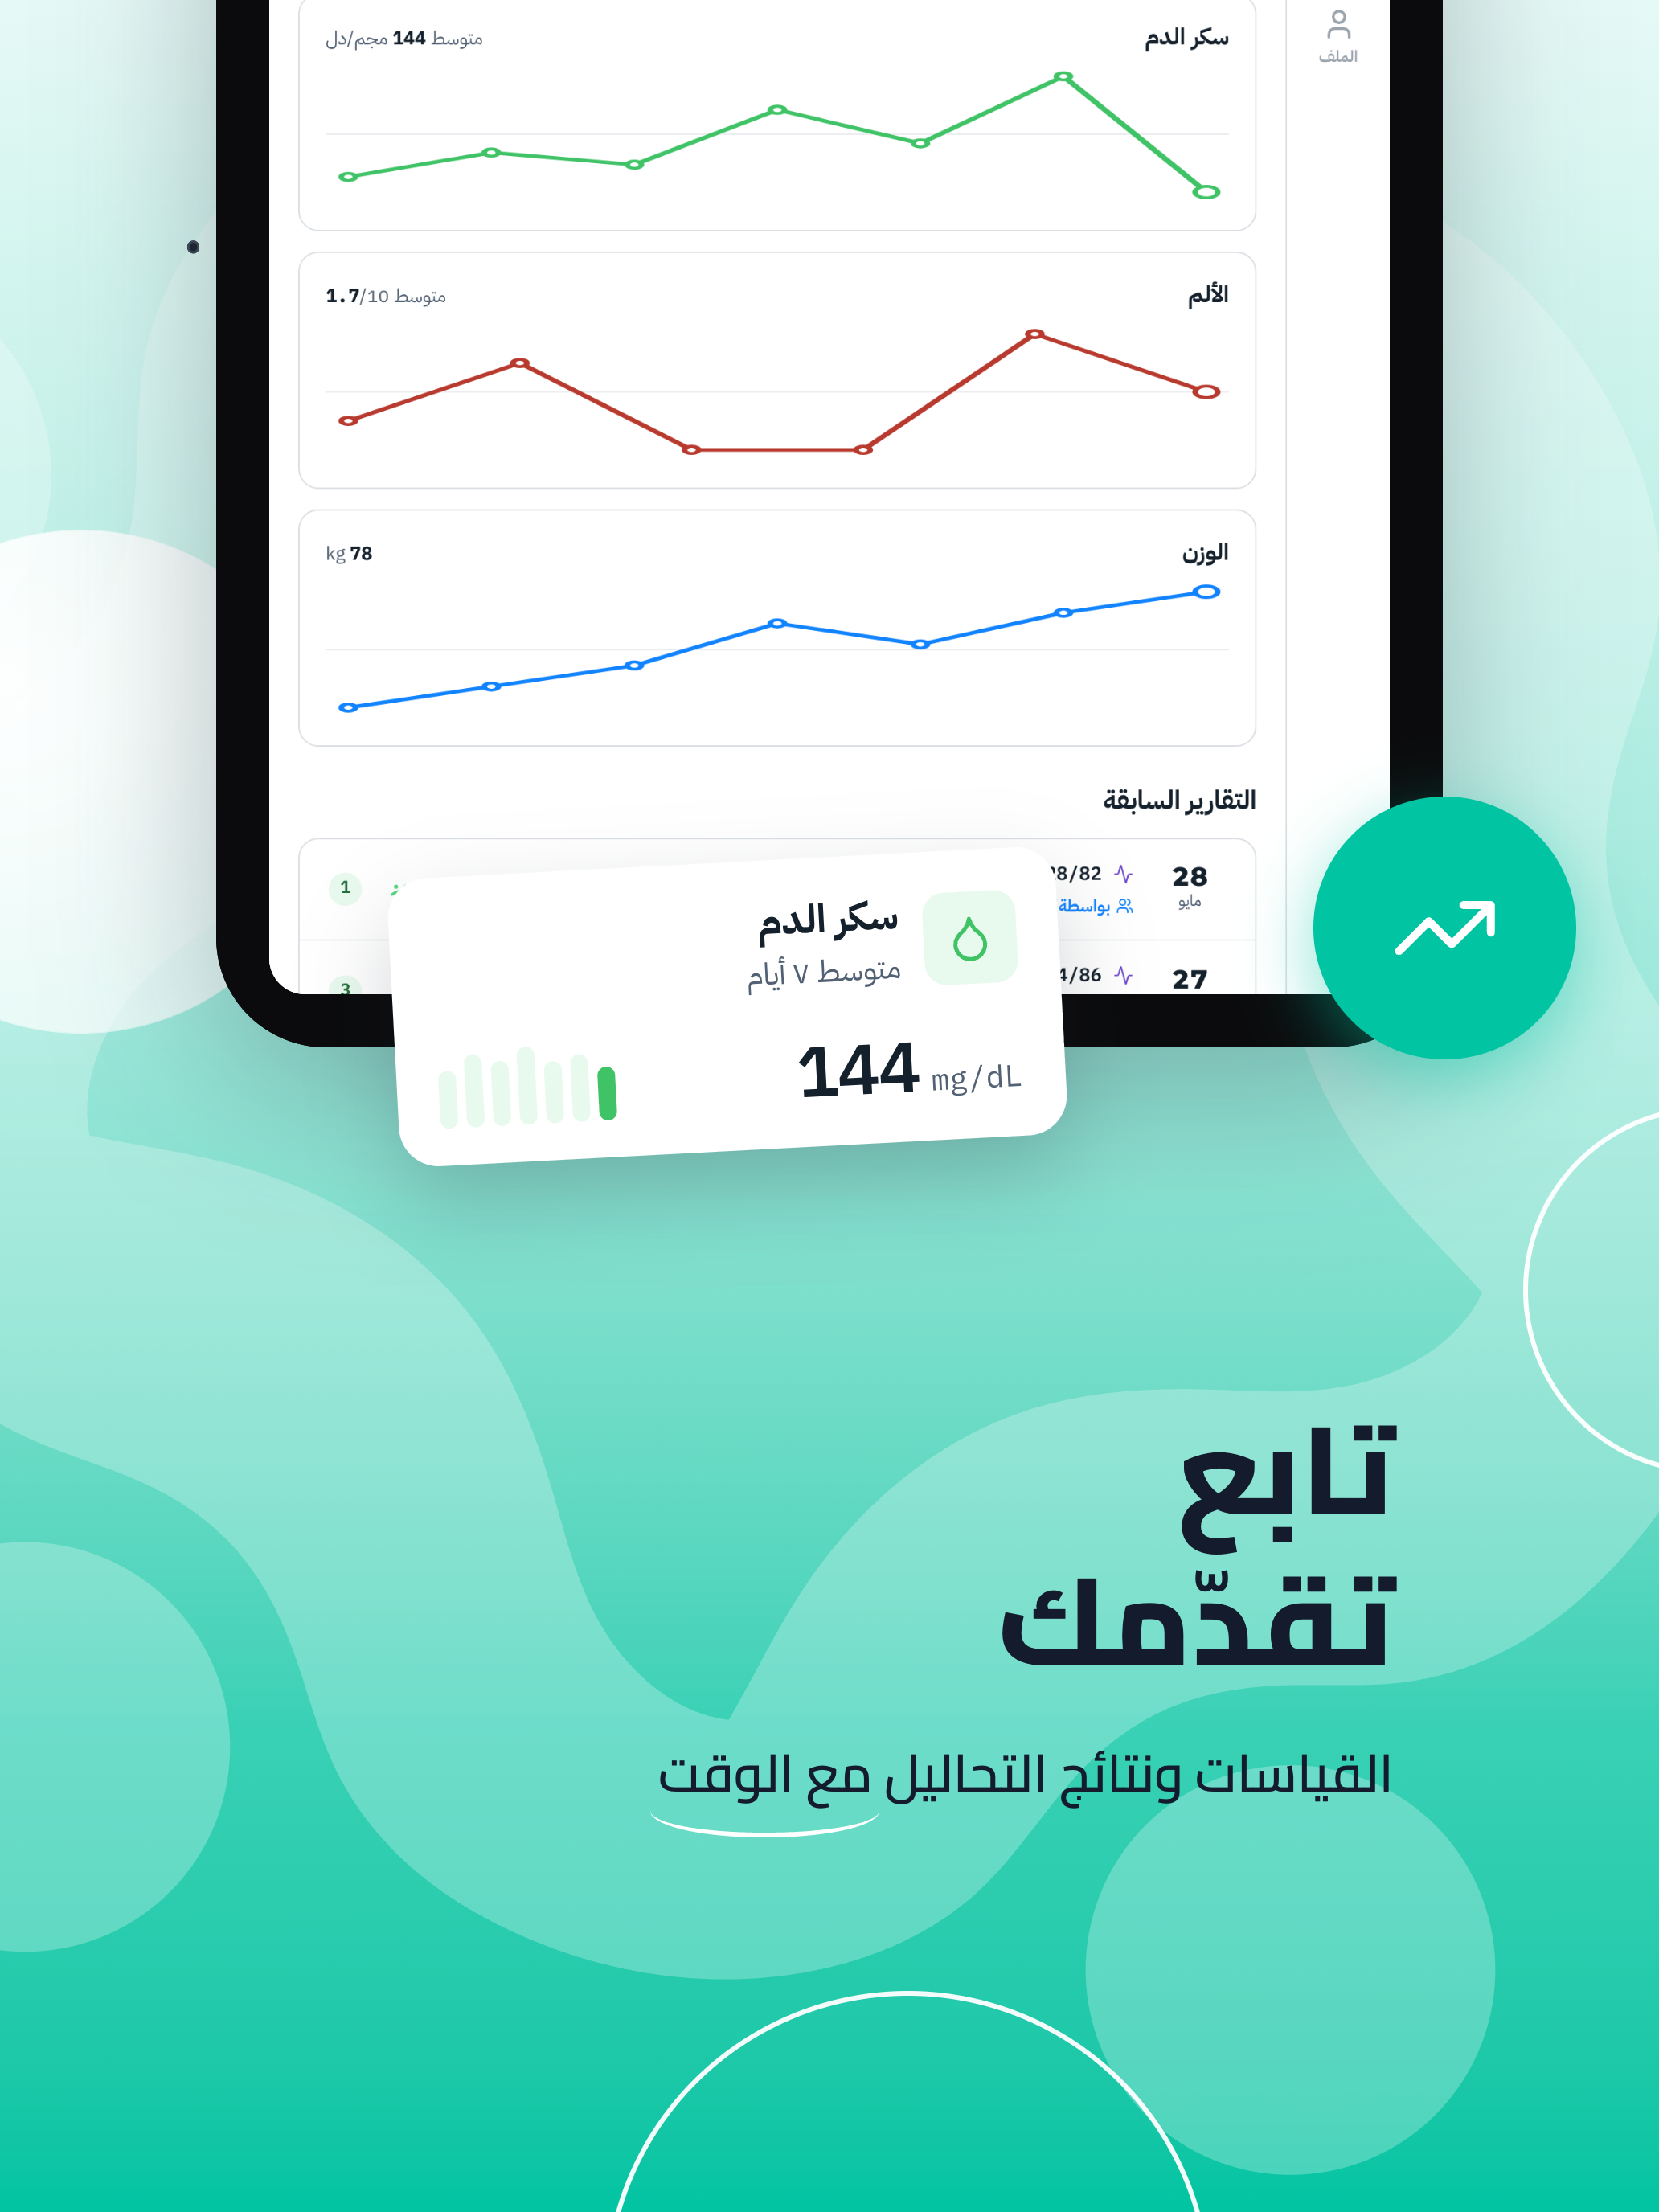 الملف
سكر الدم
متوسط 144 مجم/دل
الألم
متوسط 1.7/10
الوزن
78 kg
التقارير السابقة
28
مايو
بواسطة
1
27
3
سكر الدم
متوسط ٧ أيام
144 mg/dL
تابع
تقدّمك
القياسات ونتائج التحاليل مع الوقت